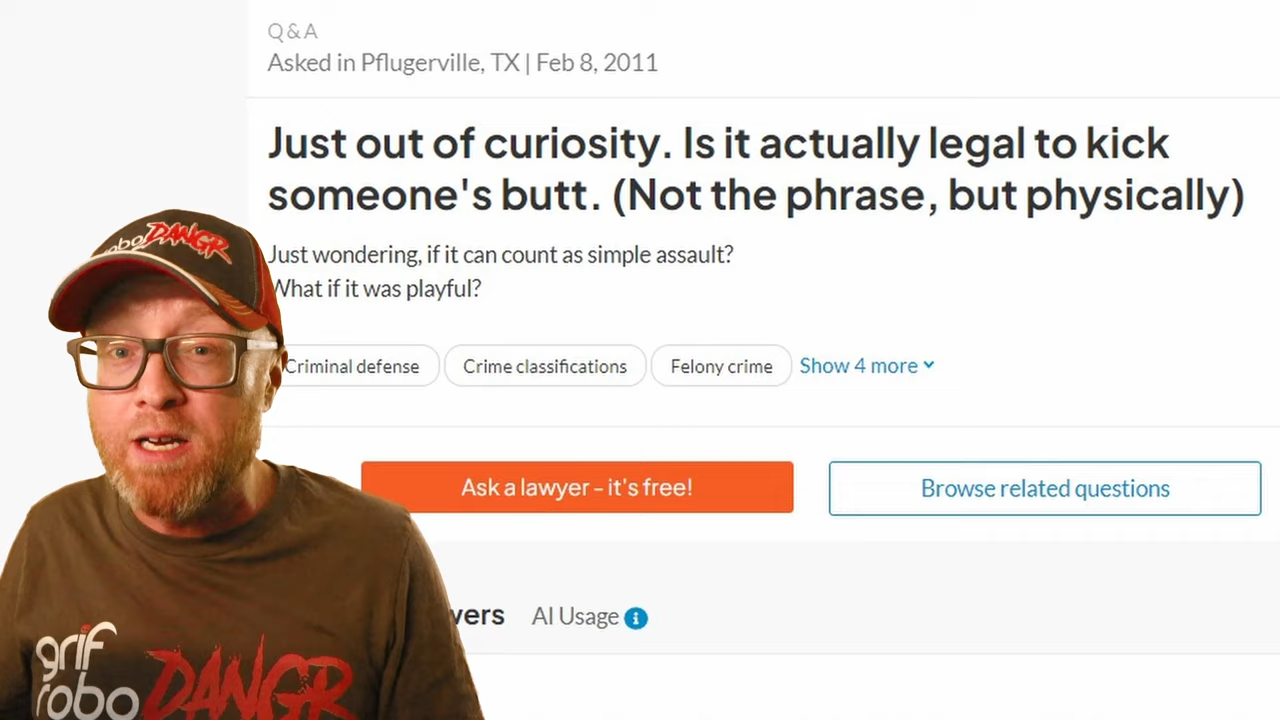 Q&A
Asked in Pflugerville, TX | Feb 8, 2011
Just out of curiosity. Is it actually legal to kick
someone's butt. (Not the phrase, but physically)
Just wondering, if it can count as simple assault?
What if it was playful?
Criminal defense
Crime classifications
Felony crime
Show 4 more
Ask a lawyer - it's free!
Browse related questions
wers AI Usage
robo DANGR
grif
robo DANGR